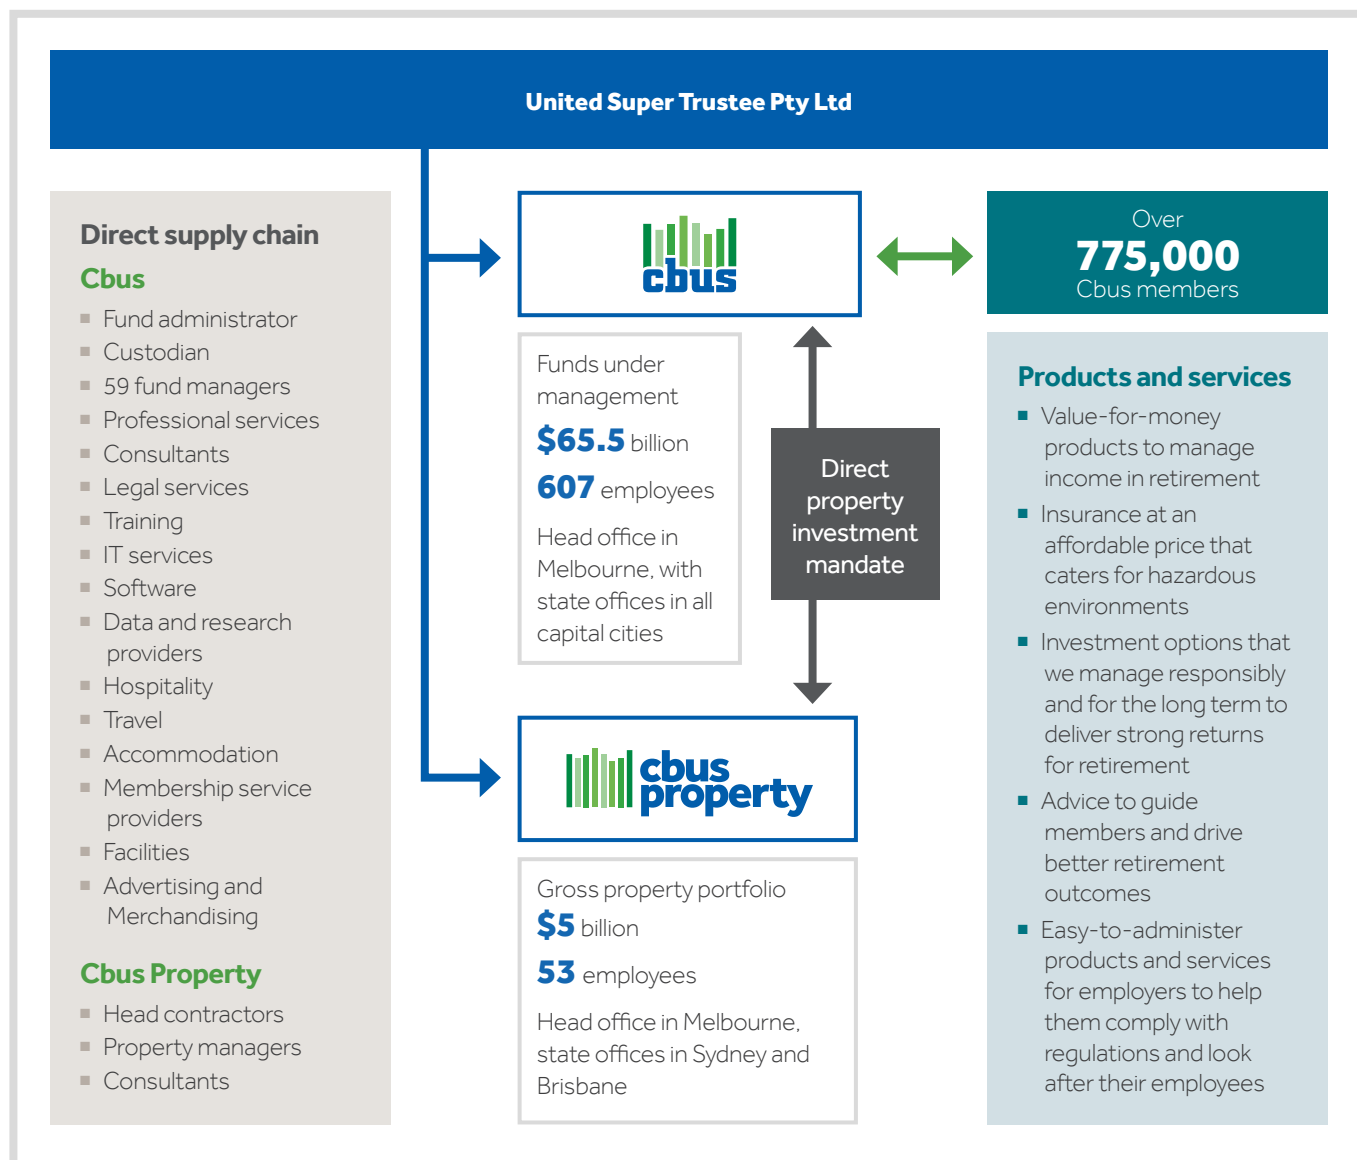 United Super Trustee Pty Ltd
Direct supply chain
Cbus
Fund administrator
Custodian
59 fund managers
Professional services
Consultants
Legal services
Training
IT services
Software
Data and research
providers
Hospitality
Travel
Accommodation
Membership service
providers
Facilities
Advertising and
Merchandising
Cbus Property
Head contractors
Property managers
Consultants
cbus
Funds under
management
$65.5 billion
607 employees
Head office in
Melbourne, with
state offices in all
capital cities
Direct
property
investment
mandate
cbus
property
Gross property portfolio
$5 billion
53 employees
Head office in Melbourne,
state offices in Sydney and
Brisbane
Over
775,000
Cbus members
Products and services
Value-for-money
products to manage
income in retirement
Insurance at an
affordable price that
caters for hazardous
environments
Investment options that
we manage responsibly
and for the long term to
deliver strong returns
for retirement
Advice to guide
members and drive
better retirement
outcomes
Easy-to-administer
products and services
for employers to help
them comply with
regulations and look
after their employees